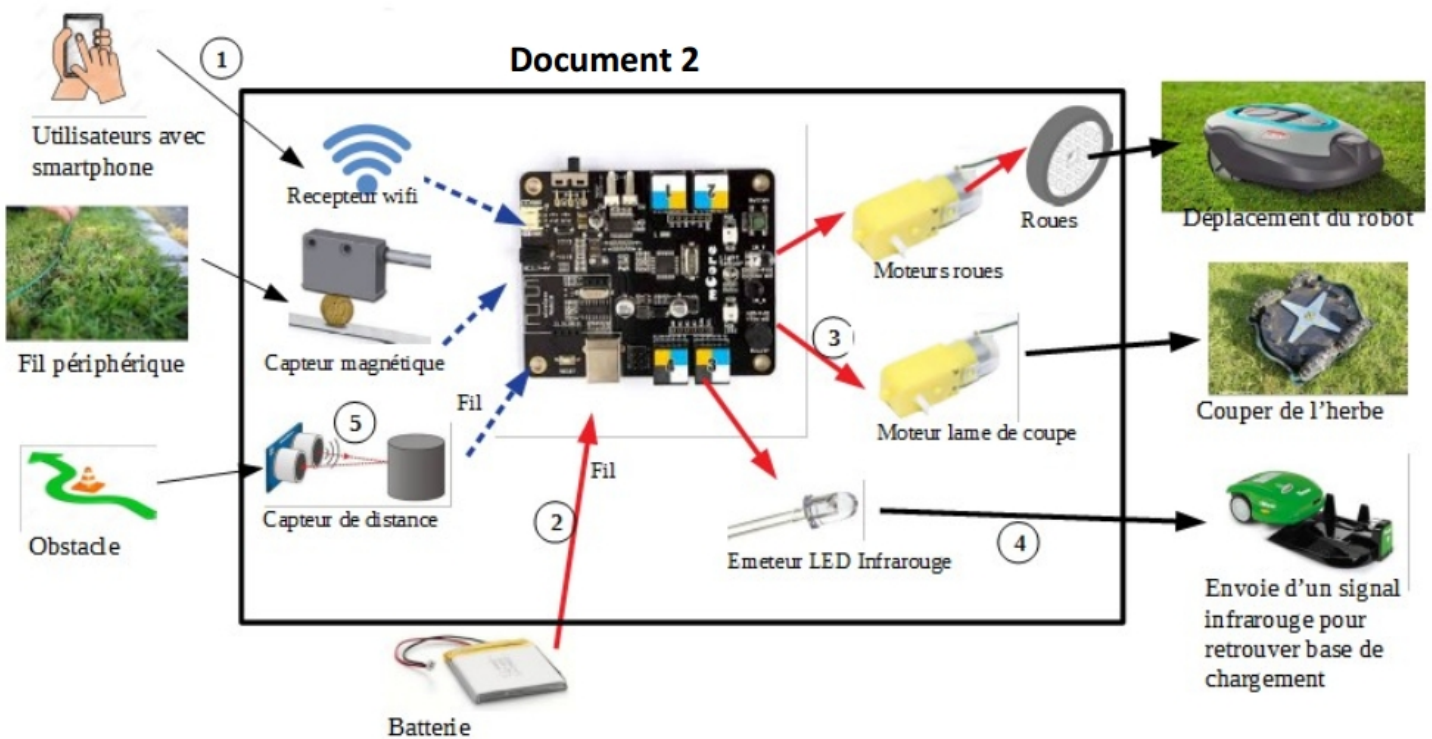 Document 2
1
Utilisateurs avec
smartphone
Recepteur wifi
Roues
Déplacement du robot
Moteurs roues
Fil périphérique
Capteur magnétique
3
Fil
Moteur lame de coupe
Couper de l'herbe
5
Fil
Obstacle
Capteur de distance
2
Emeteur LED Infrarouge
4
Envoie d'un signal
infrarouge pour
retrouver base de
chargement
Batterie